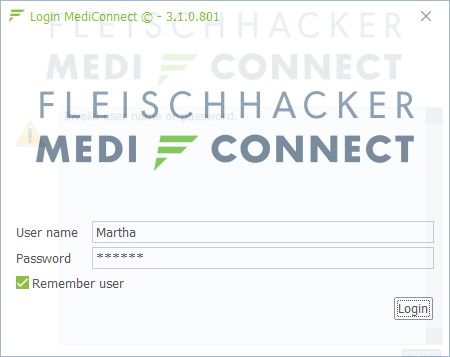 Login MediConnect © - 3.1.0.801
FLEISCHHACKER
MEDI CONNECT
Invalid user name or password.
FLEISCHHACKER
MEDI CONNECT
User name Martha
Password ******
Remember user
Login